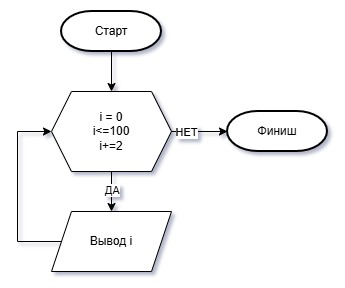 Старт
i = 0
i<=100
i+=2
НЕТ
Финиш
ДА
Вывод i